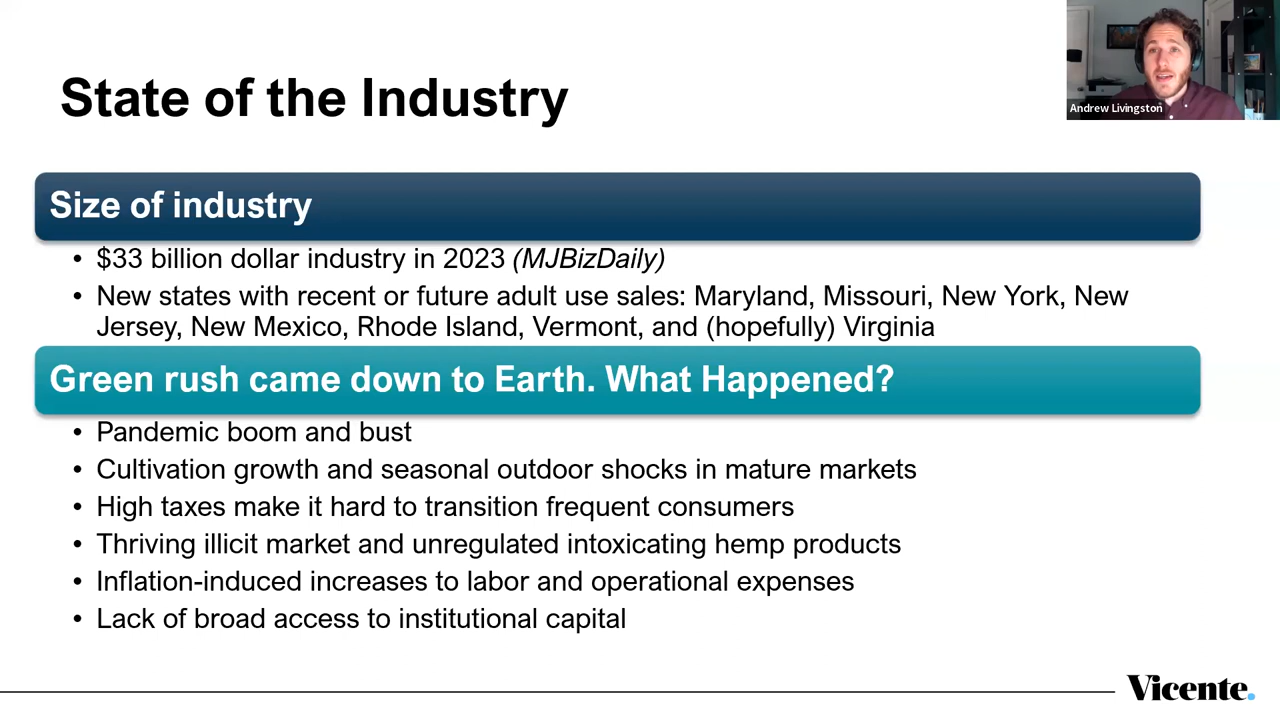 State of the Industry
Andrew Livingston
Size of industry
• $33 billion dollar industry in 2023 (MJBizDaily)
• New states with recent or future adult use sales: Maryland, Missouri, New York, New
Jersey, New Mexico, Rhode Island, Vermont, and (hopefully) Virginia
Green rush came down to Earth. What Happened?
• Pandemic boom and bust
• Cultivation growth and seasonal outdoor shocks in mature markets
• High taxes make it hard to transition frequent consumers
• Thriving illicit market and unregulated intoxicating hemp products
• Inflation-induced increases to labor and operational expenses
• Lack of broad access to institutional capital
Vicente.